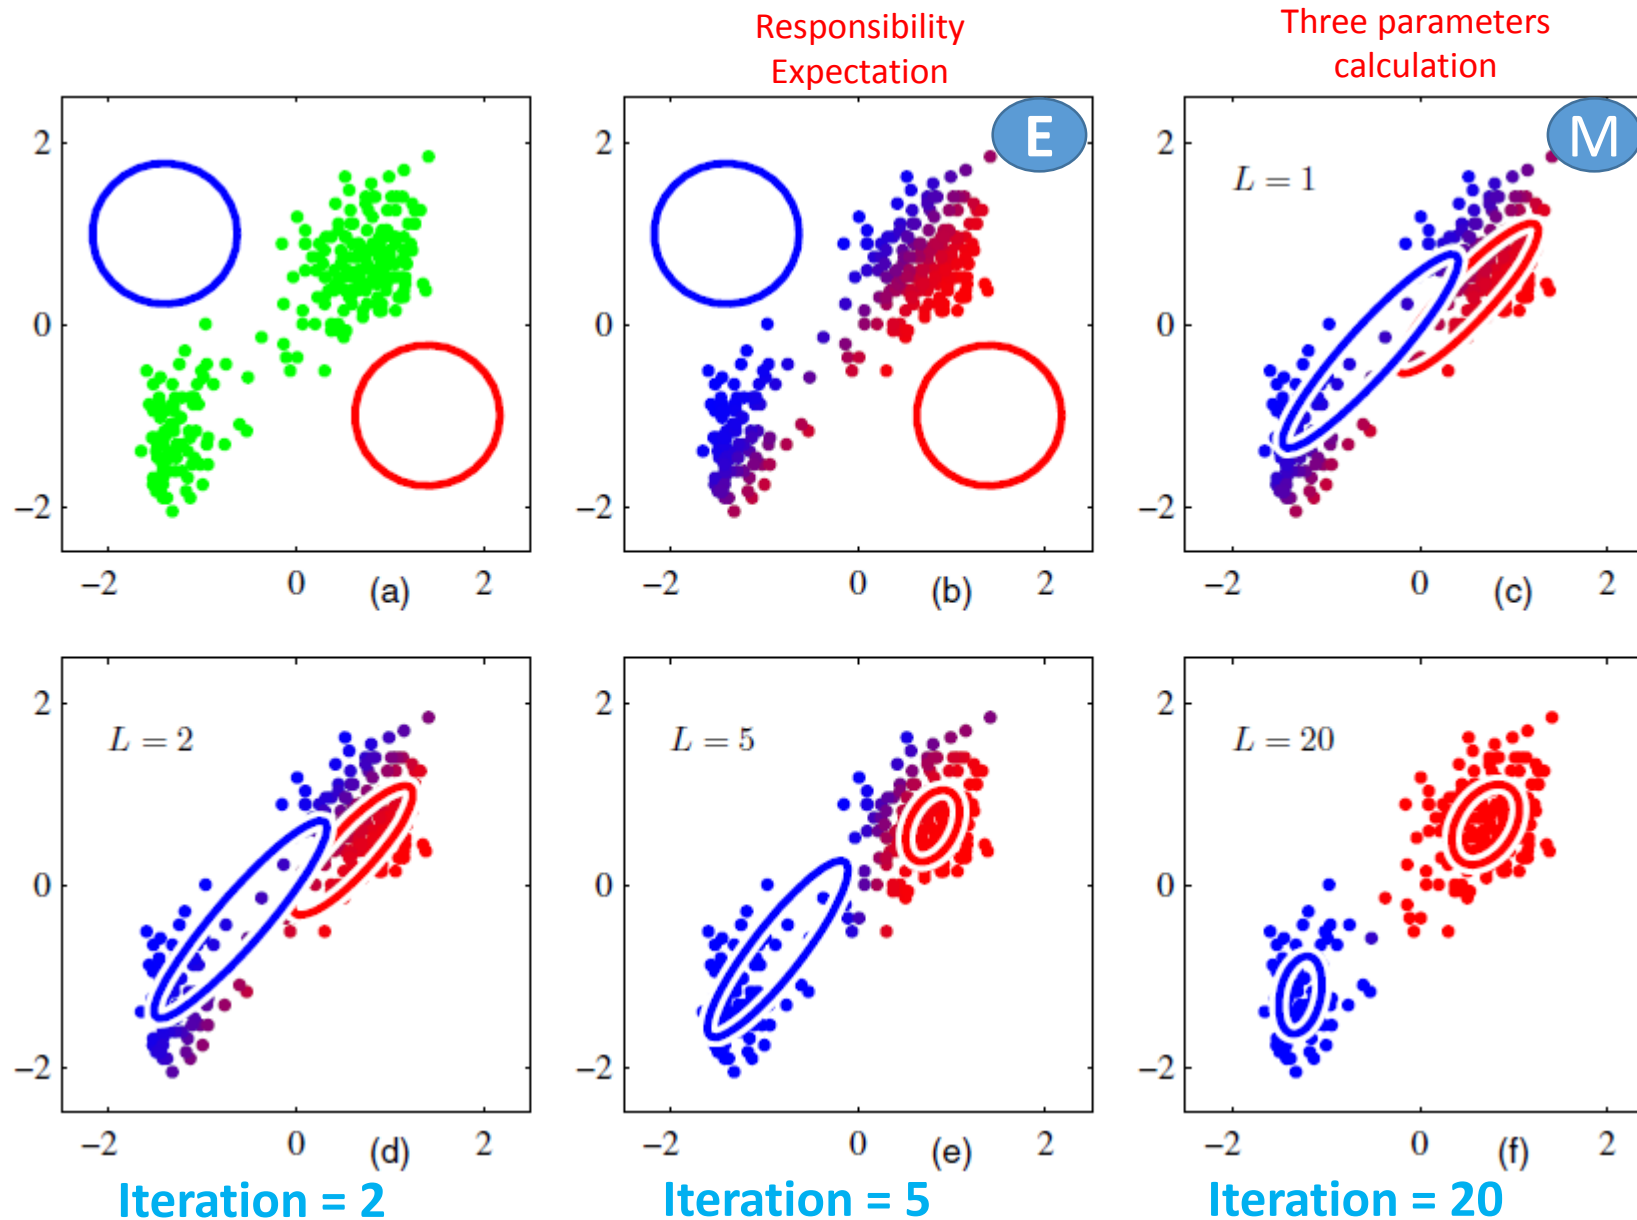 Responsibility
Expectation
Three parameters
calculation
E
M
2
0
−2
−2 0 (a) 2
2
0
−2
−2 0 (b) 2
L = 1
2
0
−2
−2 0 (c) 2
L = 2
2
0
−2
−2 0 (d) 2
L = 5
2
0
−2
−2 0 (e) 2
L = 20
2
0
−2
−2 0 (f) 2
Iteration = 2
Iteration = 5
Iteration = 20